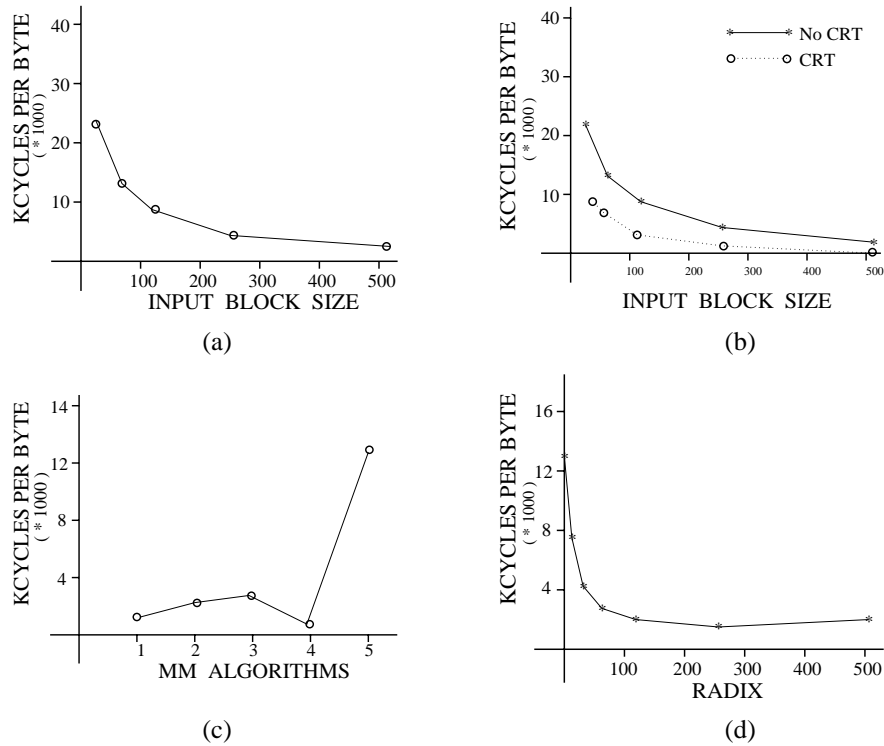 40
30
20
10
KCYCLES PER BYTE
( * 1000 )
100 200 300 400 500
INPUT BLOCK SIZE
(a)
40
30
20
10
KCYCLES PER BYTE
( * 1000 )
No CRT
CRT
100 200 300 400 500
INPUT BLOCK SIZE
(b)
14
12
8
4
KCYCLES PER BYTE
( * 1000 )
1 2 3 4 5
MM ALGORITHMS
(c)
16
12
8
4
KCYCLES PER BYTE
( * 1000 )
100 200 300 400 500
RADIX
(d)